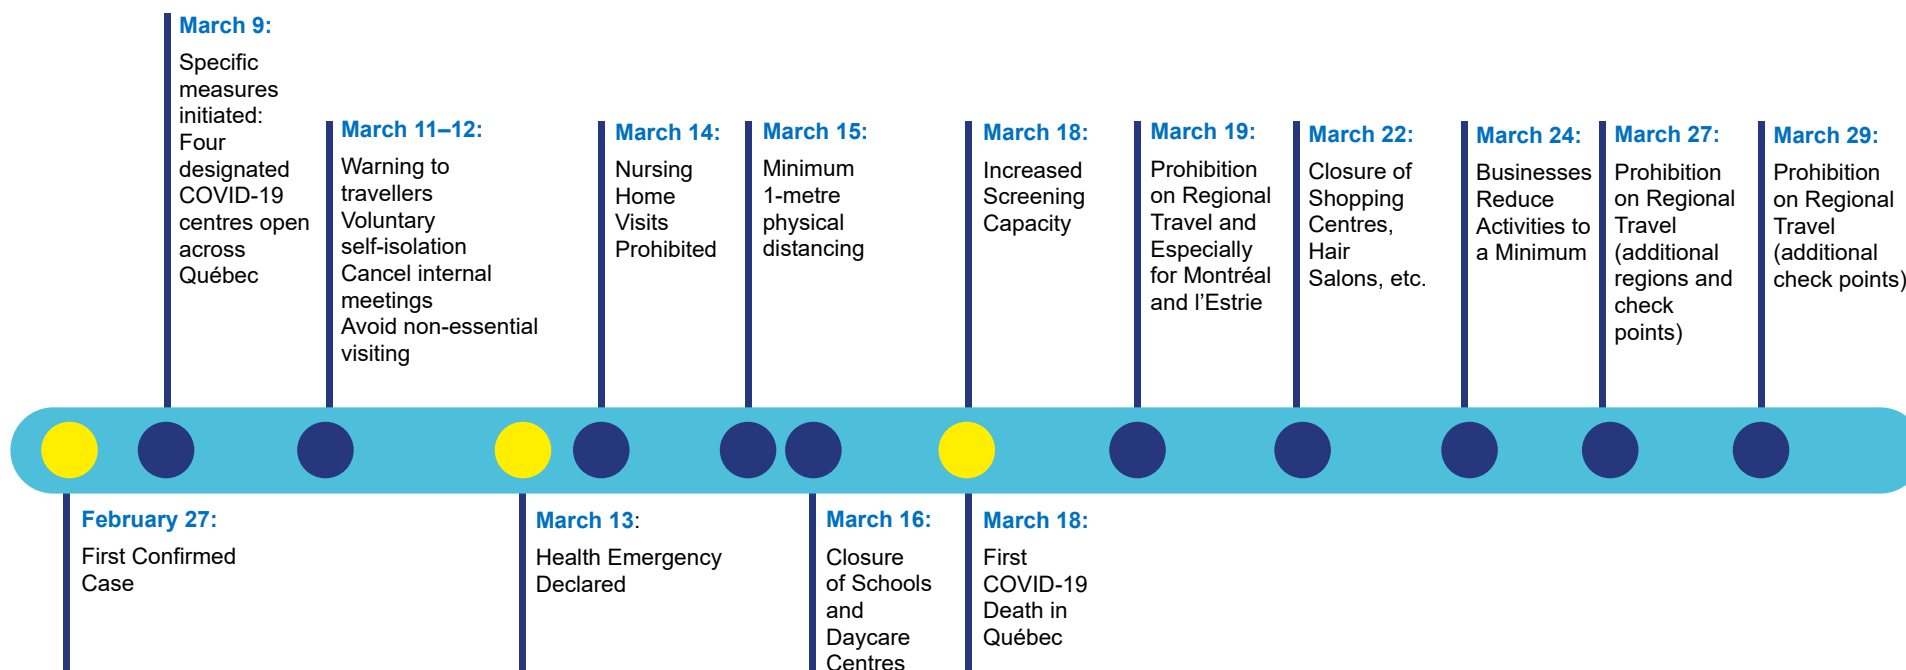 March 9:
Specific
measures
initiated:
Four
designated
COVID-19
centres open
across
Québec
March 11–12:
Warning to
travellers
Voluntary
self-isolation
Cancel internal
meetings
Avoid non-essential
visiting
March 14:
Nursing
Home
Visits
Prohibited
March 15:
Minimum
1-metre
physical
distancing
March 18:
Increased
Screening
Capacity
March 19:
Prohibition
on Regional
Travel and
Especially
for Montréal
and l’Estrie
March 22:
Closure of
Shopping
Centres,
Hair
Salons, etc.
March 24:
Businesses
Reduce
Activities to
a Minimum
March 27:
Prohibition
on Regional
Travel
(additional
regions and
check
points)
March 29:
Prohibition
on Regional
Travel
(additional
check points)
February 27:
First Confirmed
Case
March 13:
Health Emergency
Declared
March 16:
Closure
of Schools
and
Daycare
Centres
March 18:
First
COVID-19
Death in
Québec